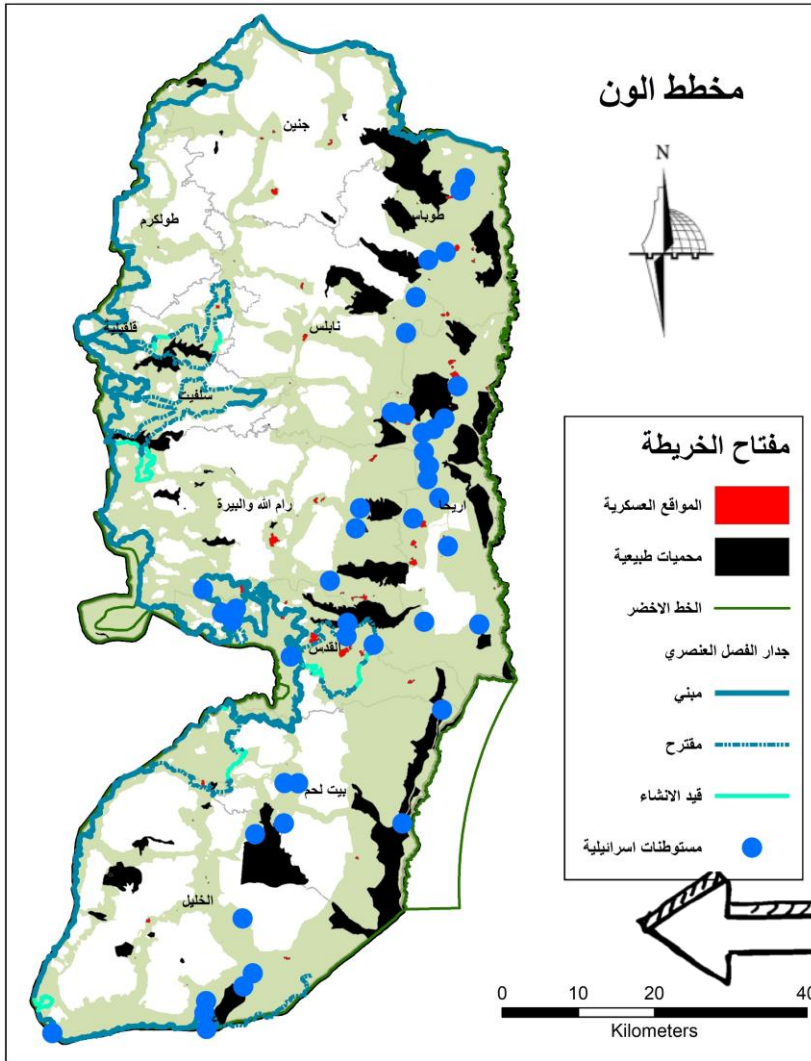 مخطط الون
N
جنين
طوباس
طولكرم
نابلس
قلقيلية
سلفيت
رام الله والبيرة
اريحا
القدس
بيت لحم
الخليل
مفتاح الخريطة
المواقع العسكرية
محميات طبيعية
الخط الاخضر
جدار الفصل العنصري
مبني
مقترح
قيد الانشاء
مستوطنات اسرائيلية
0 10 20 40
Kilometers